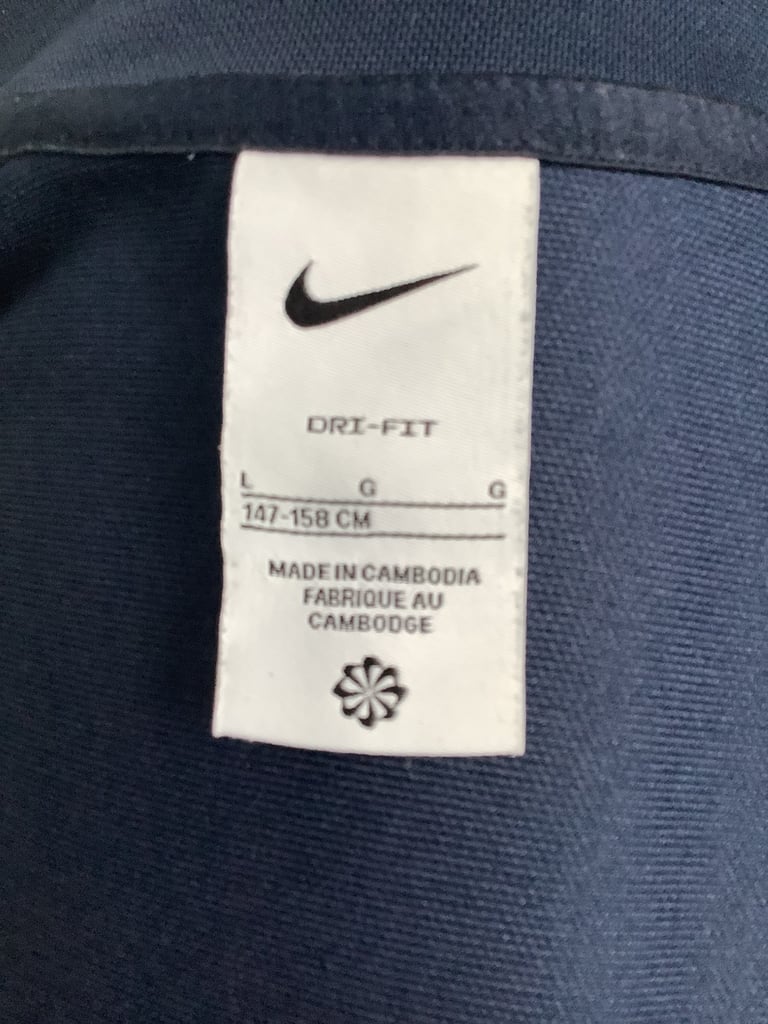 DRI-FIT
L G G
147-158 CM
MADE IN CAMBODIA
FABRIQUE AU
CAMBODGE